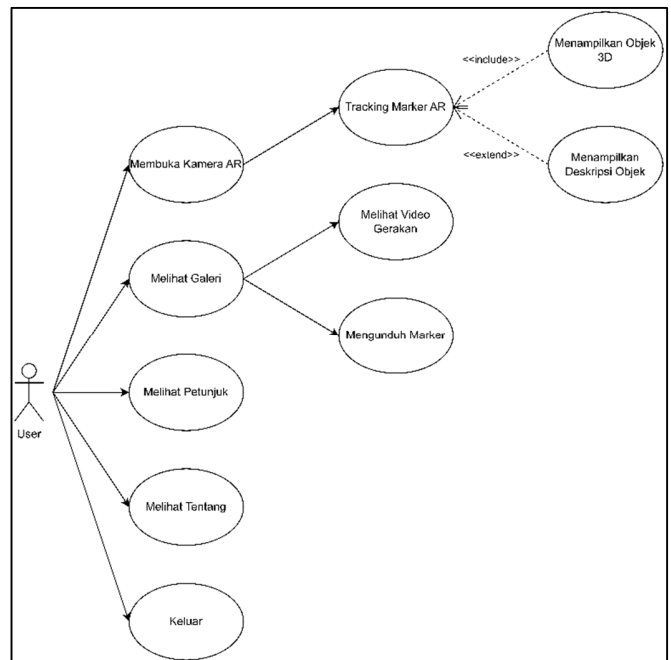 Menampilkan Objek
3D
<<include>>
Tracking Marker AR
<<extend>>
Menampilkan
Deskripsi Objek
Membuka Kamera AR
Melihat Video
Gerakan
Melihat Galeri
Mengunduh Marker
Melihat Petunjuk
User
Melihat Tentang
Keluar